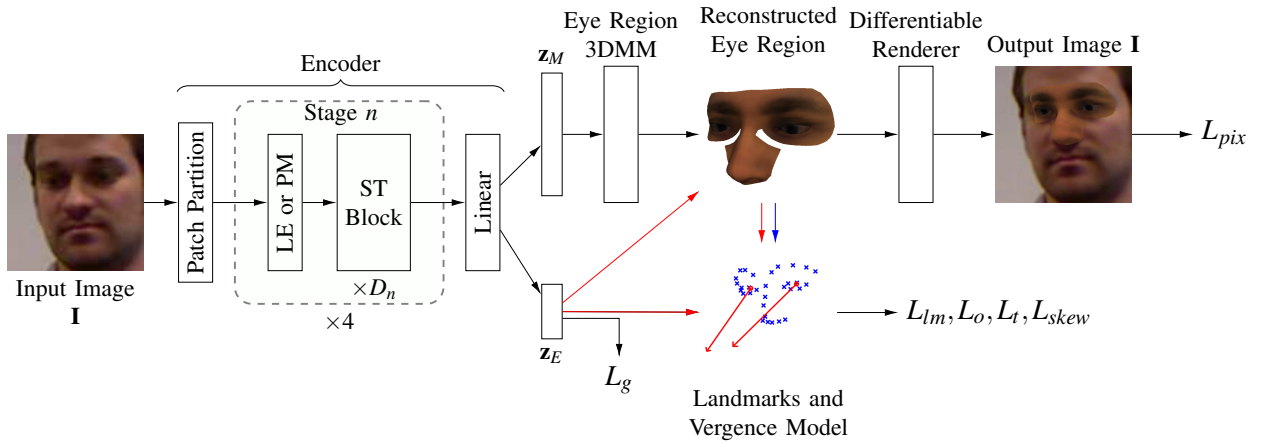 Encoder
Stage n
Patch Partition
LE or PM
ST
Block
×Dₙ
×4
Linear
Input Image
I
z_M
z_E
Eye Region
3DMM
Reconstructed
Eye Region
Differentiable
Renderer
Output Image I
L_pix
L_g
L_lm, L_o, L_t, L_skew
Landmarks and
Vergence Model